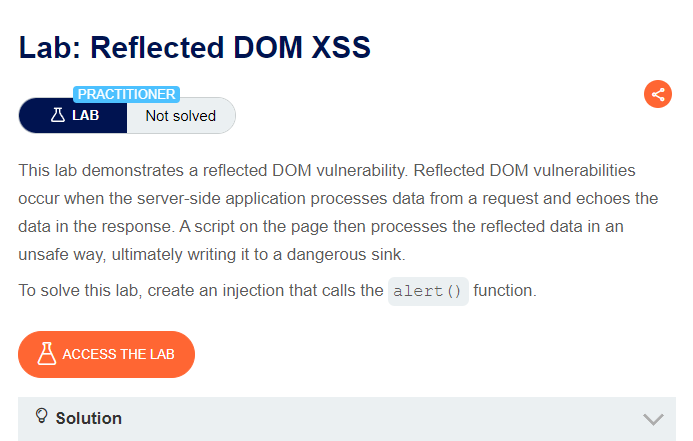 Lab: Reflected DOM XSS
PRACTITIONER
LAB
Not solved
This lab demonstrates a reflected DOM vulnerability. Reflected DOM vulnerabilities
occur when the server-side application processes data from a request and echoes the
data in the response. A script on the page then processes the reflected data in an
unsafe way, ultimately writing it to a dangerous sink.
To solve this lab, create an injection that calls the alert() function.
ACCESS THE LAB
Solution